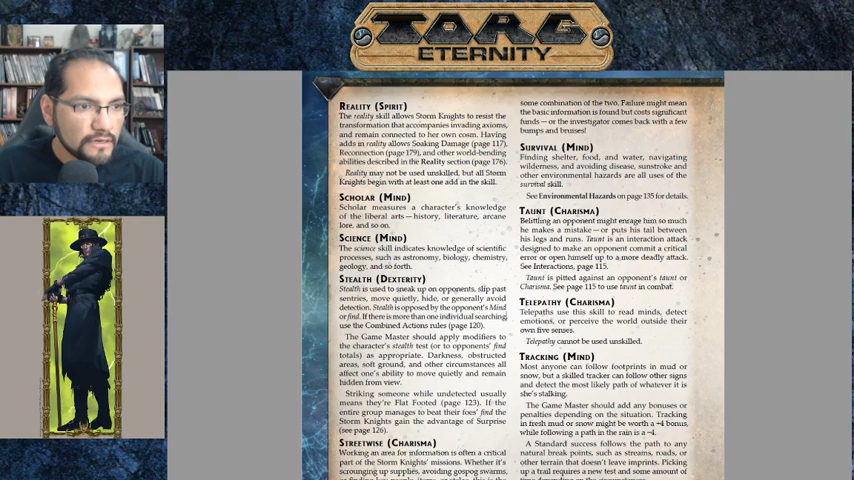 TORG
ETERNITY
REALITY (SPIRIT)
The reality skill allows Storm Knights to resist the
transformation that accompanies invading axioms,
and remain connected to her own cosm. Having
adds in reality allows Soaking Damage (page 117),
Reconnection (page 179), and other world-bending
abilities described in the Reality section (page 176).
Reality may not be used unskilled, but all Storm
Knights begin with at least one add in the skill.
SCHOLAR (MIND)
Scholar measures a character's knowledge
of the liberal arts—history, literature, arcane
lore, and so on.
SCIENCE (MIND)
The science skill indicates knowledge of scientific
processes, such as astronomy, biology, chemistry,
geology, and so forth.
STEALTH (DEXTERITY)
Stealth is used to sneak up on opponents, slip past
sentries, move quietly, hide, or generally avoid
detection. Stealth is opposed by the opponent's Mind
or find. If there is more than one individual searching,
use the Combined Actions rules (page 120).
The Game Master should apply modifiers to
the character's stealth test (or to opponents' find
totals) as appropriate. Darkness, obstructed
areas, soft ground, and other circumstances all
affect one's ability to move quietly and remain
hidden from view.
Striking someone while undetected usually
means they're Flat Footed (page 123). If the
entire group manages to beat their foes' find the
Storm Knights gain the advantage of Surprise
(see page 126).
STREETWISE (CHARISMA)
Working an area for information is often a critical
part of the Storm Knights' missions. Whether it's
scrounging up supplies, avoiding gospog swarms,
some combination of the two. Failure might mean
the basic information is found but costs significant
funds—or the investigator comes back with a few
bumps and bruises!
SURVIVAL (MIND)
Finding shelter, food, and water, navigating
wilderness, and avoiding disease, sunstroke and
other environmental hazards are all uses of the
survival skill.
See Environmental Hazards on page 135 for details.
TAUNT (CHARISMA)
Belittling an opponent might enrage him so much
he makes a mistake—or puts his tail between
his legs and runs. Taunt is an interaction attack
designed to make an opponent commit a critical
error or open himself up to a more deadly attack.
See Interactions, page 115.
Taunt is pitted against an opponent's taunt or
Charisma. See page 115 to use taunt in combat.
TELEPATHY (CHARISMA)
Telepaths use this skill to read minds, detect
emotions, or perceive the world outside their
own five senses.
Telepathy cannot be used unskilled.
TRACKING (MIND)
Most anyone can follow footprints in mud or
snow, but a skilled tracker can follow other signs
and detect the most likely path of whatever it is
she's stalking.
The Game Master should add any bonuses or
penalties depending on the situation. Tracking
in fresh mud or snow might be worth a +4 bonus,
while following a path in the rain is a −4.
A Standard success follows the path to any
natural break points, such as streams, roads, or
other terrain that doesn't leave imprints. Picking
up a trail requires a new test and some amount of